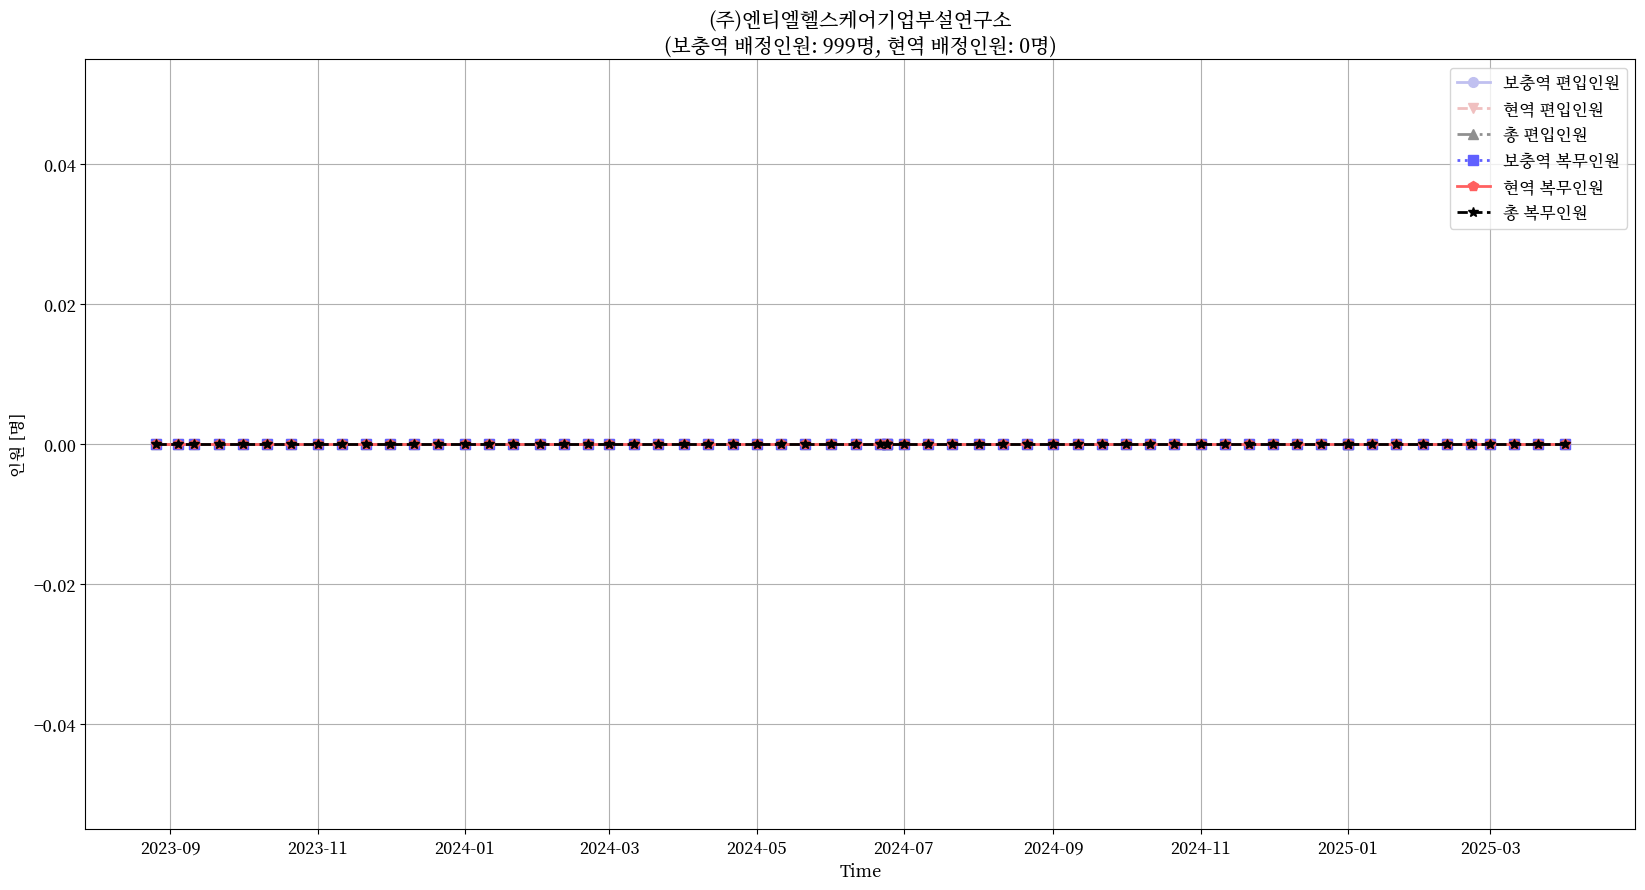 (주)엔티엘헬스케어기업부설연구소
(보충역 배정인원: 999명, 현역 배정인원: 0명)
보충역 편입인원
현역 편입인원
총 편입인원
보충역 복무인원
현역 복무인원
총 복무인원
인원 [명]
0.04
0.02
0.00
−0.02
−0.04
2023-09
2023-11
2024-01
2024-03
2024-05
2024-07
2024-09
2024-11
2025-01
2025-03
Time